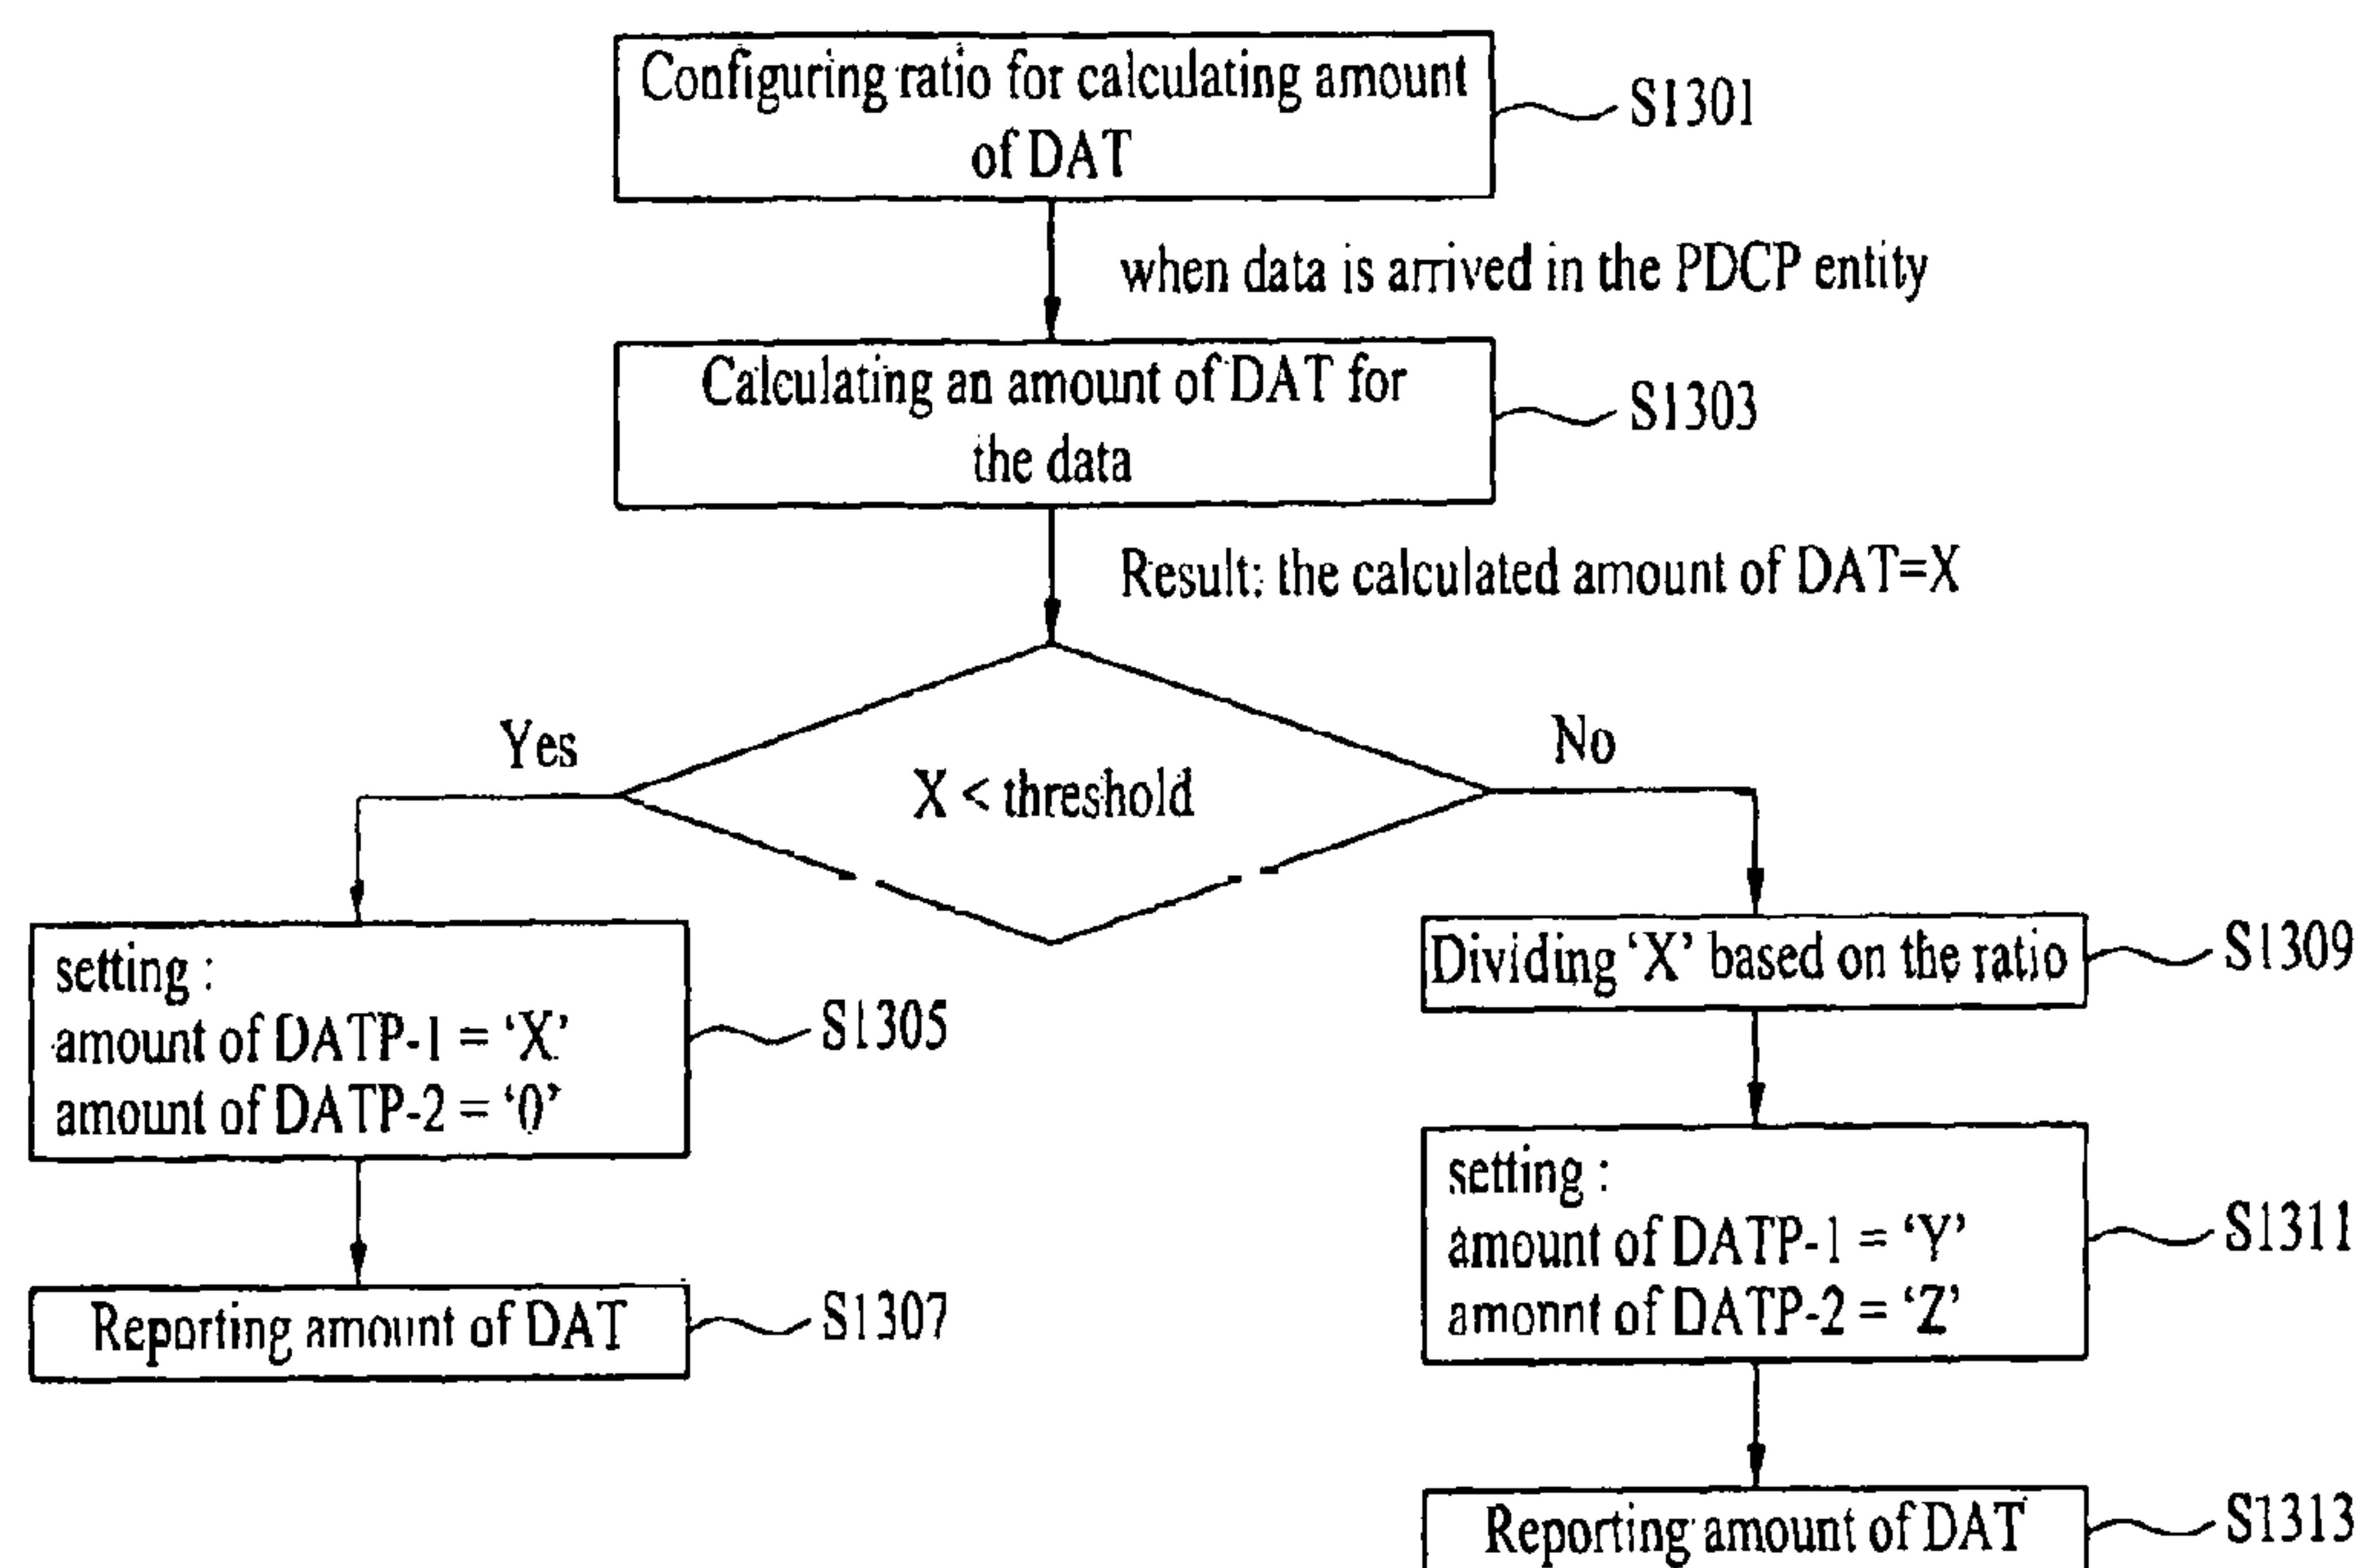 Configuring ratio for calculating amount
of DAT
S1301
when data is arrived in the PDCP entity
Calculating an amount of DAT for
the data
S1303
Result: the calculated amount of DAT=X
Yes
No
X < threshold
setting :
amount of DATP-1 = ‘X’
amount of DATP-2 = ‘0’
S1305
Reporting amount of DAT
S1307
Dividing ‘X’ based on the ratio
S1309
setting :
amount of DATP-1 = ‘Y’
amonnt of DATP-2 = ‘Z’
S1311
Reporting amount of DAT
S1313